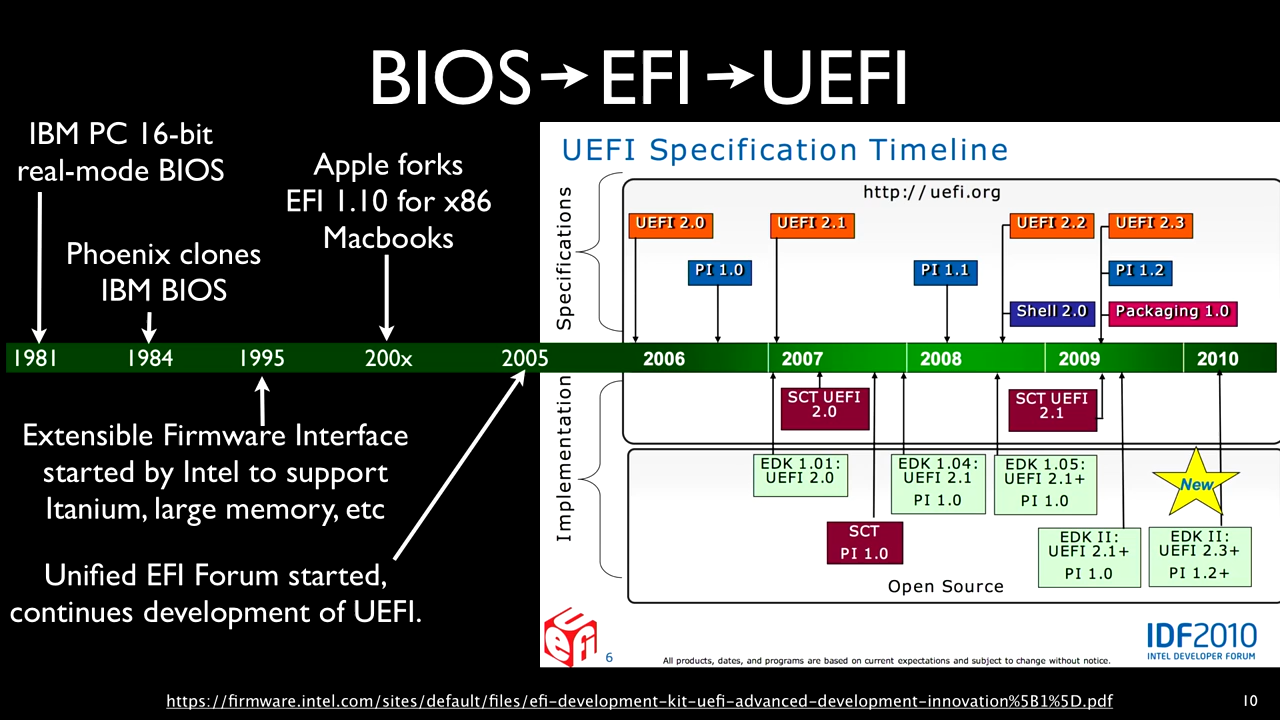 BIOS→EFI→UEFI
IBM PC 16-bit
real-mode BIOS
Phoenix clones
IBM BIOS
Apple forks
EFI 1.10 for x86
Macbooks
1981 1984 1995 200x 2005
Extensible Firmware Interface
started by Intel to support
Itanium, large memory, etc
Unified EFI Forum started,
continues development of UEFI.
UEFI Specification Timeline
Specifications
http://uefi.org
UEFI 2.0 UEFI 2.1 UEFI 2.2 UEFI 2.3
PI 1.0 PI 1.1 PI 1.2
Shell 2.0 Packaging 1.0
2006 2007 2008 2009 2010
Implementation
SCT UEFI
2.0
SCT UEFI
2.1
EDK 1.01:
UEFI 2.0
EDK 1.04:
UEFI 2.1
PI 1.0
EDK 1.05:
UEFI 2.1+
PI 1.0
New
SCT
PI 1.0
EDK II:
UEFI 2.1+
PI 1.0
EDK II:
UEFI 2.3+
PI 1.2+
Open Source
uefi
6
All products, dates, and programs are based on current expectations and subject to change without notice.
IDF2010
INTEL DEVELOPER FORUM
https://firmware.intel.com/sites/default/files/efi-development-kit-uefi-advanced-development-innovation%5B1%5D.pdf
10